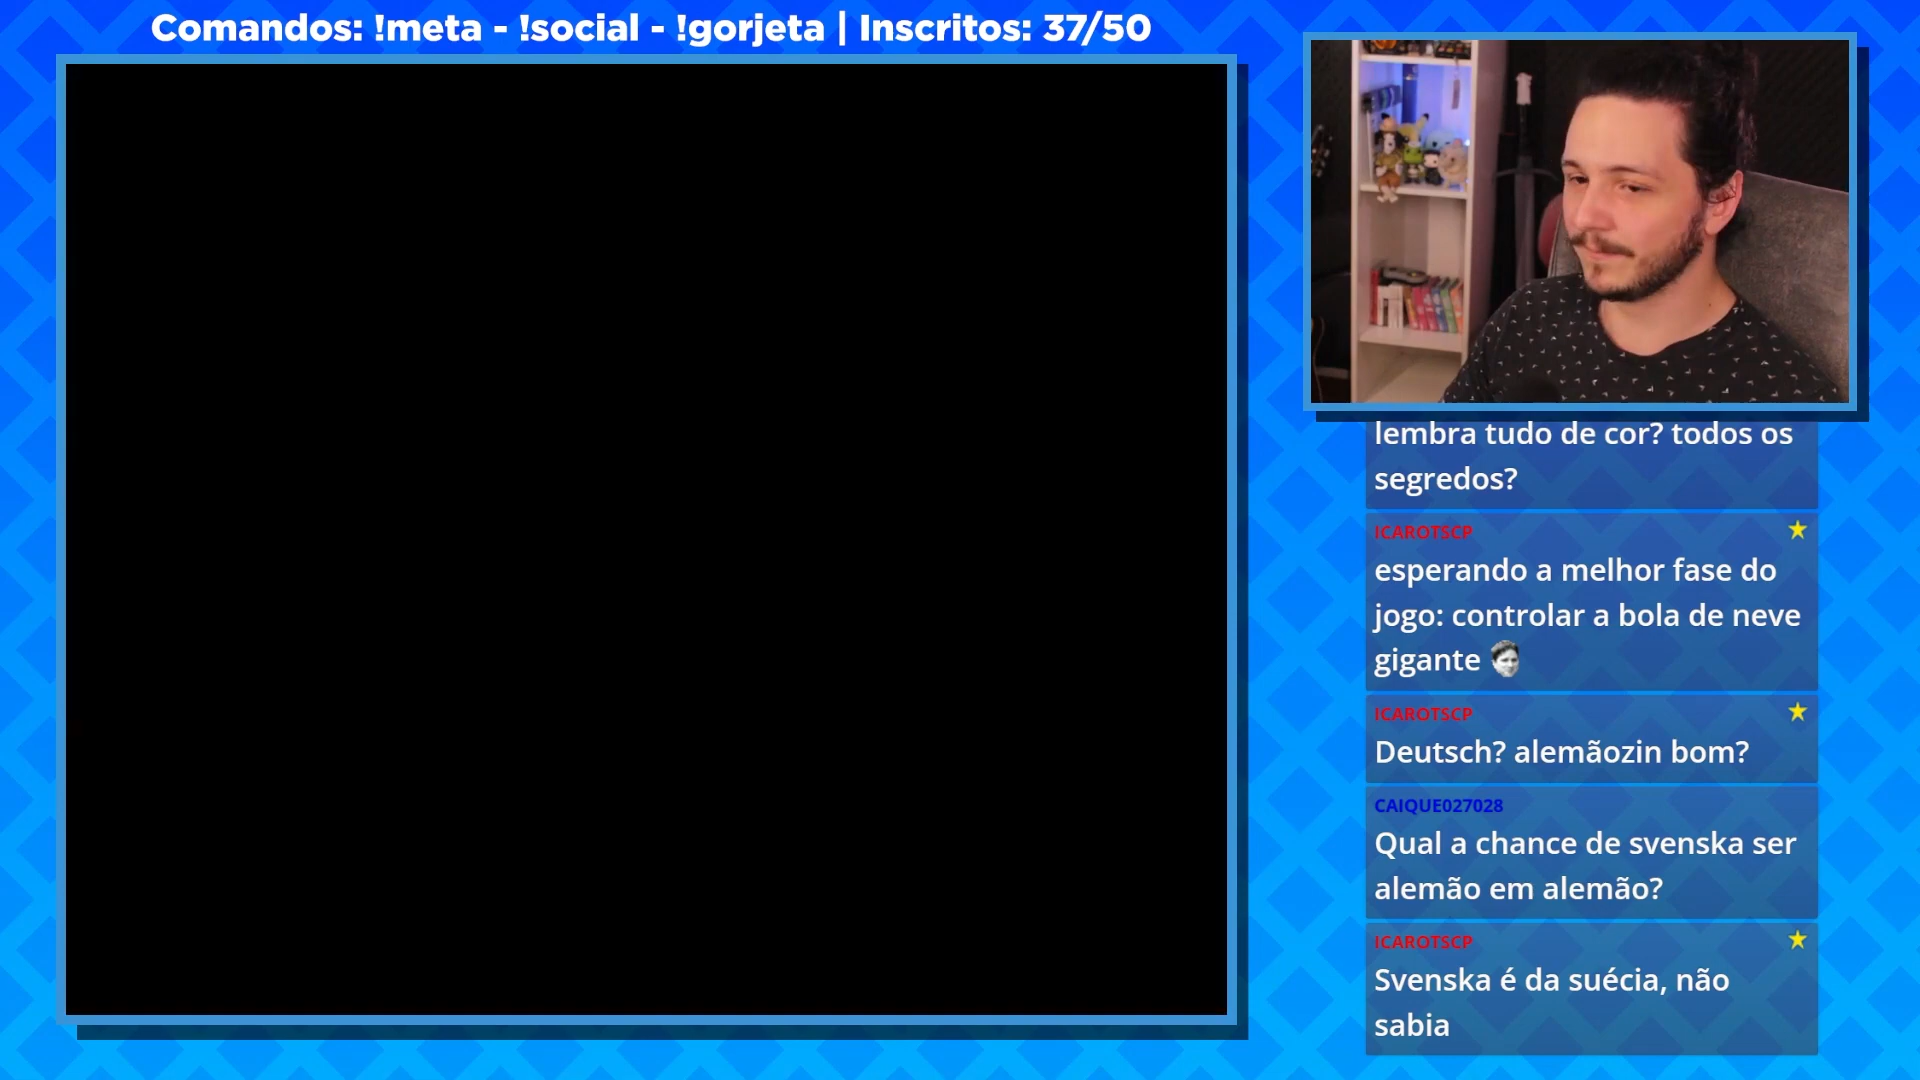 Comandos: !meta - !social - !gorjeta | Inscritos: 37/50
lembra tudo de cor? todos os
segredos?
ICAROTSCP
esperando a melhor fase do
jogo: controlar a bola de neve
gigante
ICAROTSCP
Deutsch? alemãozin bom?
CAIQUE027028
Qual a chance de svenska ser
alemão em alemão?
ICAROTSCP
Svenska é da suécia, não
sabia